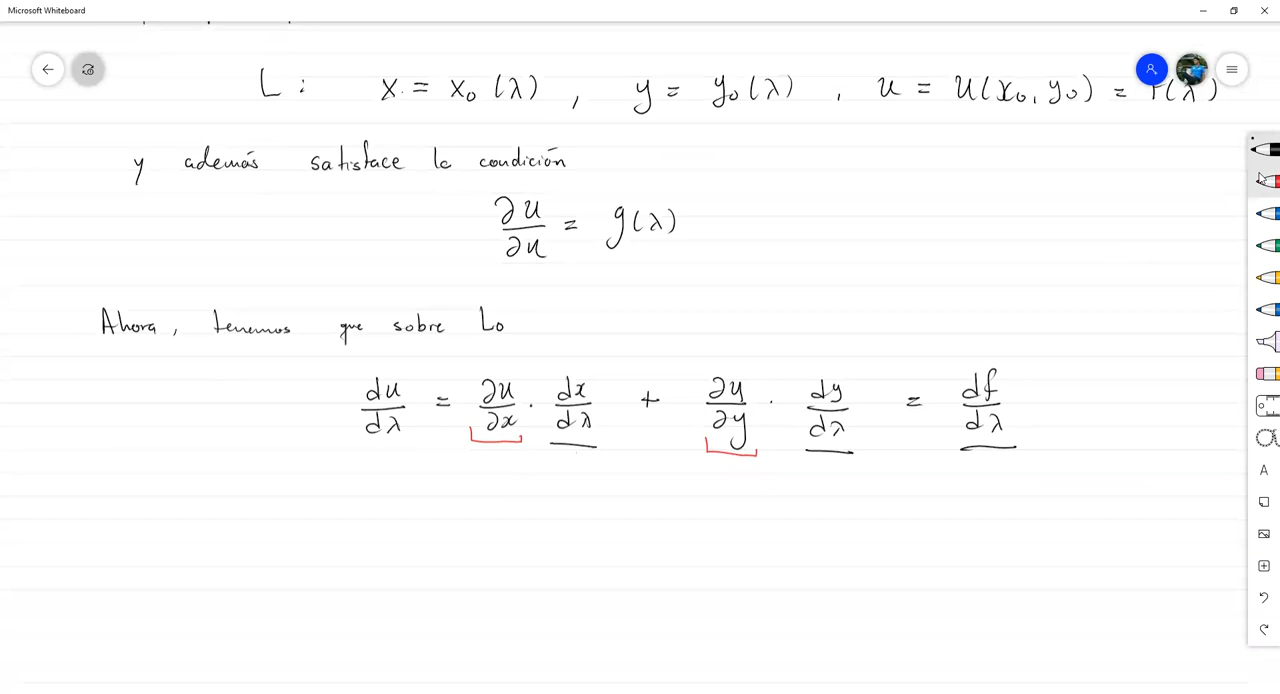 Microsoft Whiteboard
L : x = x₀(λ) , y = y₀(λ) , u = u(x₀, y₀) = f(λ)
y además satisface la condición
∂u/∂n = g(λ)
Ahora, tenemos que sobre L₀
du/dλ = ∂u/∂x · dx/dλ + ∂u/∂y · dy/dλ = df/dλ